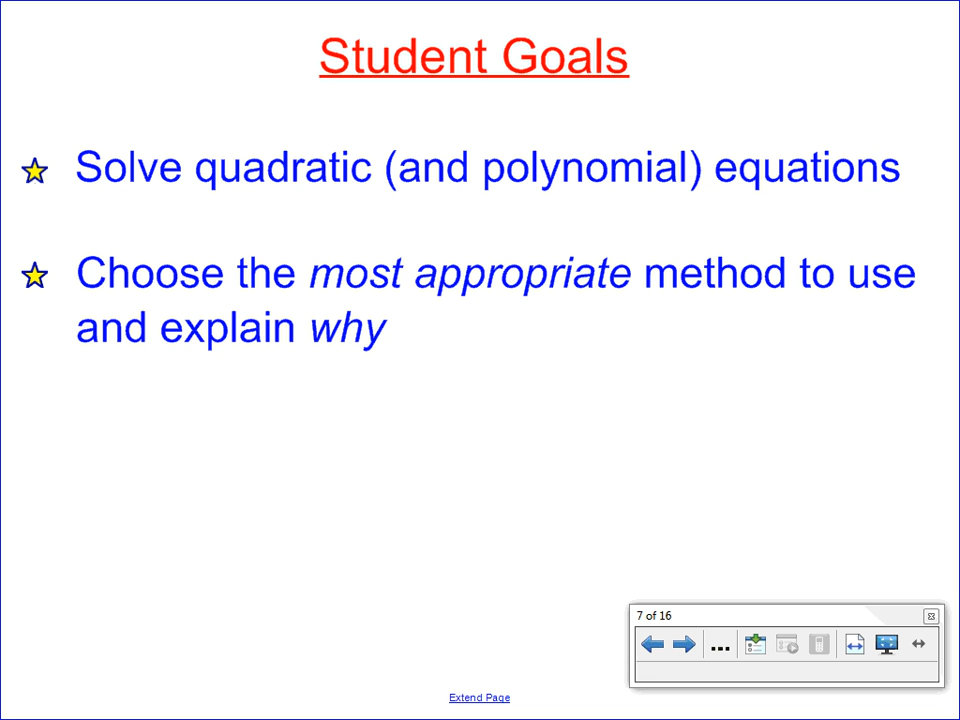 Student Goals
Solve quadratic (and polynomial) equations
Choose the most appropriate method to use
and explain why
7 of 16
...
Extend Page